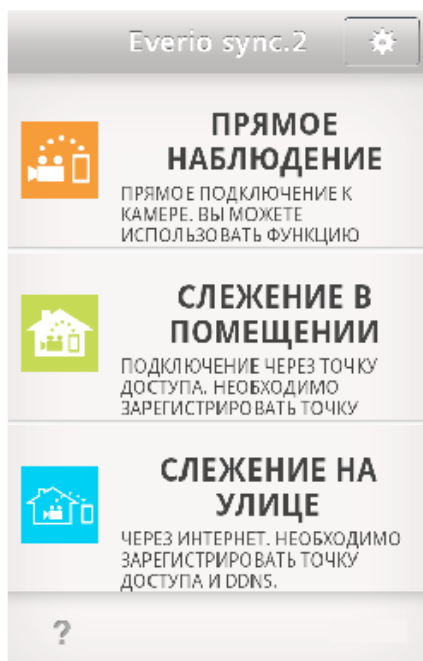 Everio sync.2
ПРЯМОЕ
НАБЛЮДЕНИЕ
ПРЯМОЕ ПОДКЛЮЧЕНИЕ К
КАМЕРЕ. ВЫ МОЖЕТЕ
ИСПОЛЬЗОВАТЬ ФУНКЦИЮ
СЛЕЖЕНИЕ В
ПОМЕЩЕНИИ
ПОДКЛЮЧЕНИЕ ЧЕРЕЗ ТОЧКУ
ДОСТУПА. НЕОБХОДИМО
ЗАРЕГИСТРИРОВАТЬ ТОЧКУ
СЛЕЖЕНИЕ НА
УЛИЦЕ
ЧЕРЕЗ ИНТЕРНЕТ. НЕОБХОДИМО
ЗАРЕГИСТРИРОВАТЬ ТОЧКУ
ДОСТУПА И DDNS.
?